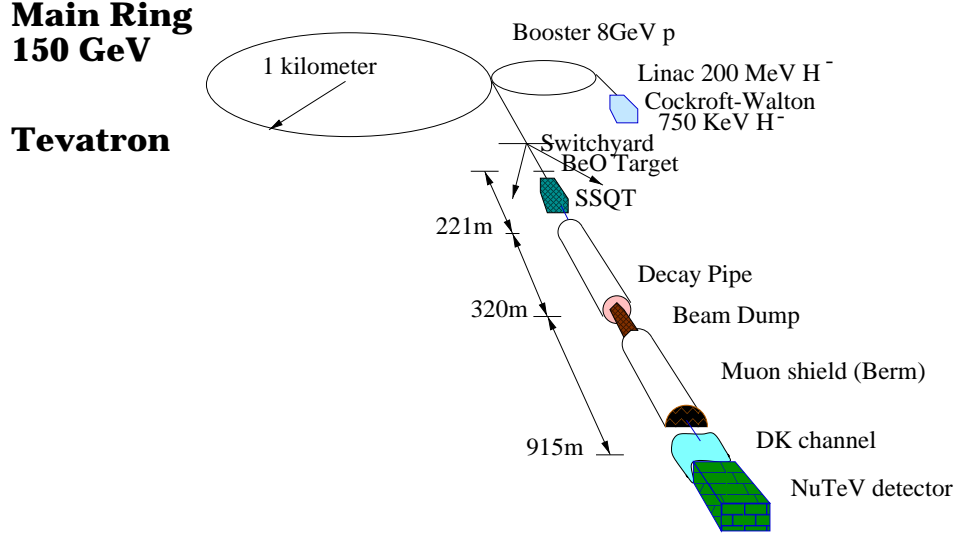 Main Ring
150 GeV
Booster 8GeV p
1 kilometer
Linac 200 MeV H⁻
Cockroft-Walton
750 KeV H⁻
Tevatron
Switchyard
BeO Target
SSQT
221m
Decay Pipe
320m
Beam Dump
Muon shield (Berm)
915m
DK channel
NuTeV detector